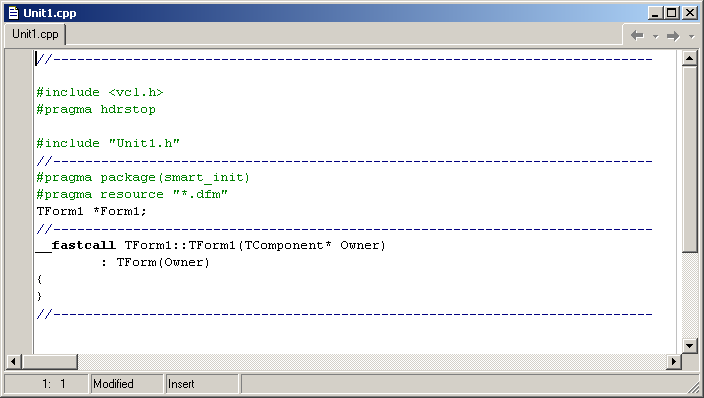 Unit1.cpp
Unit1.cpp
//---------------------------------------------------------------------------
#include <vcl.h>
#pragma hdrstop
#include "Unit1.h"
//---------------------------------------------------------------------------
#pragma package(smart_init)
#pragma resource "*.dfm"
TForm1 *Form1;
//---------------------------------------------------------------------------
__fastcall TForm1::TForm1(TComponent* Owner)
        : TForm(Owner)
{
}
//---------------------------------------------------------------------------
1: 1 Modified Insert